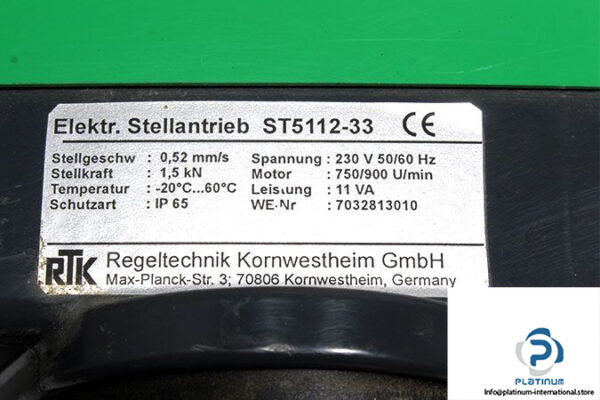 Elektr. Stellantrieb ST5112-33 CE
Stellgeschw : 0,52 mm/s Spannung : 230 V 50/60 Hz
Stellkraft : 1,5 kN Motor : 750/900 U/min
Temperatur : -20°C...60°C Leistung : 11 VA
Schutzart : IP 65 WE-Nr : 7032813010
RTK Regeltechnik Kornwestheim GmbH
Max-Planck-Str. 3; 70806 Kornwestheim, Germany
PLATINUM
https://platinum-international.store